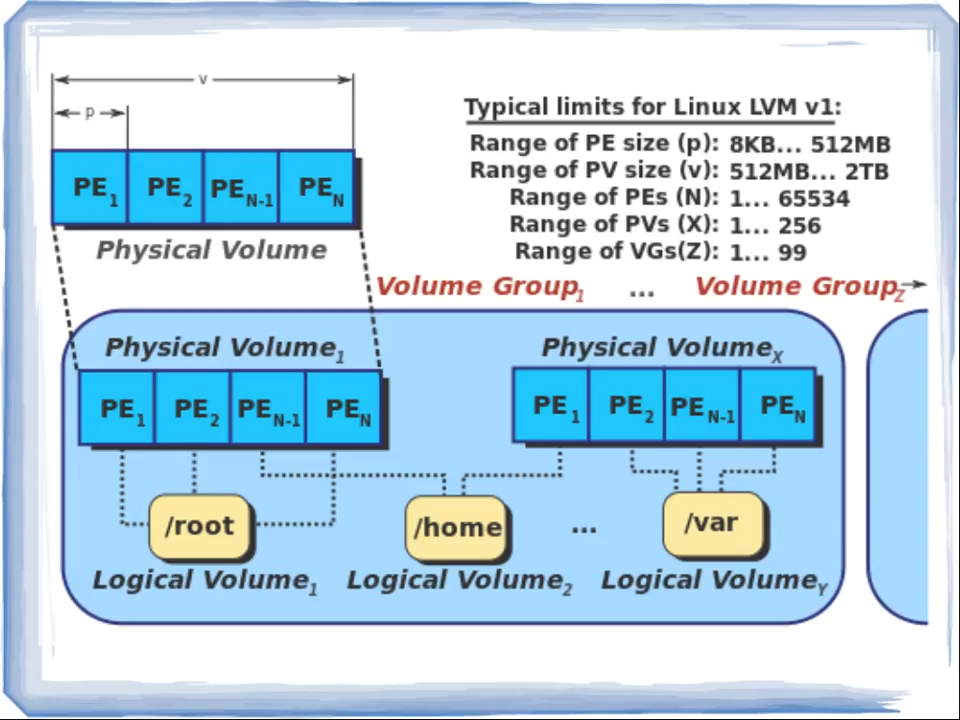 v
p
PE1 PE2 PEN-1 PEN
Physical Volume
Typical limits for Linux LVM v1:
Range of PE size (p): 8KB... 512MB
Range of PV size (v): 512MB... 2TB
Range of PEs (N): 1... 65534
Range of PVs (X): 1... 256
Range of VGs(Z): 1... 99
Volume Group1 ... Volume GroupZ
Physical Volume1 Physical VolumeX
PE1 PE2 PEN-1 PEN PE1 PE2 PEN-1 PEN
/root /home ... /var
Logical Volume1 Logical Volume2 Logical VolumeY